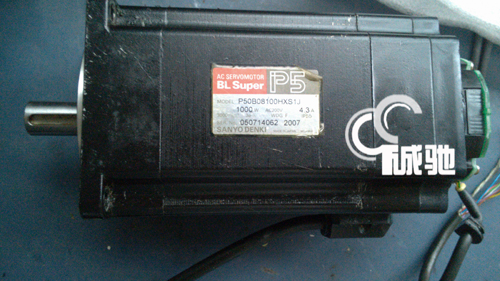 AC SERVOMOTOR
BL Super P5
MODEL P50B08100HXS1J
1000 W 4.3 A
050714062 2007
SANYO DENKI
诚驰